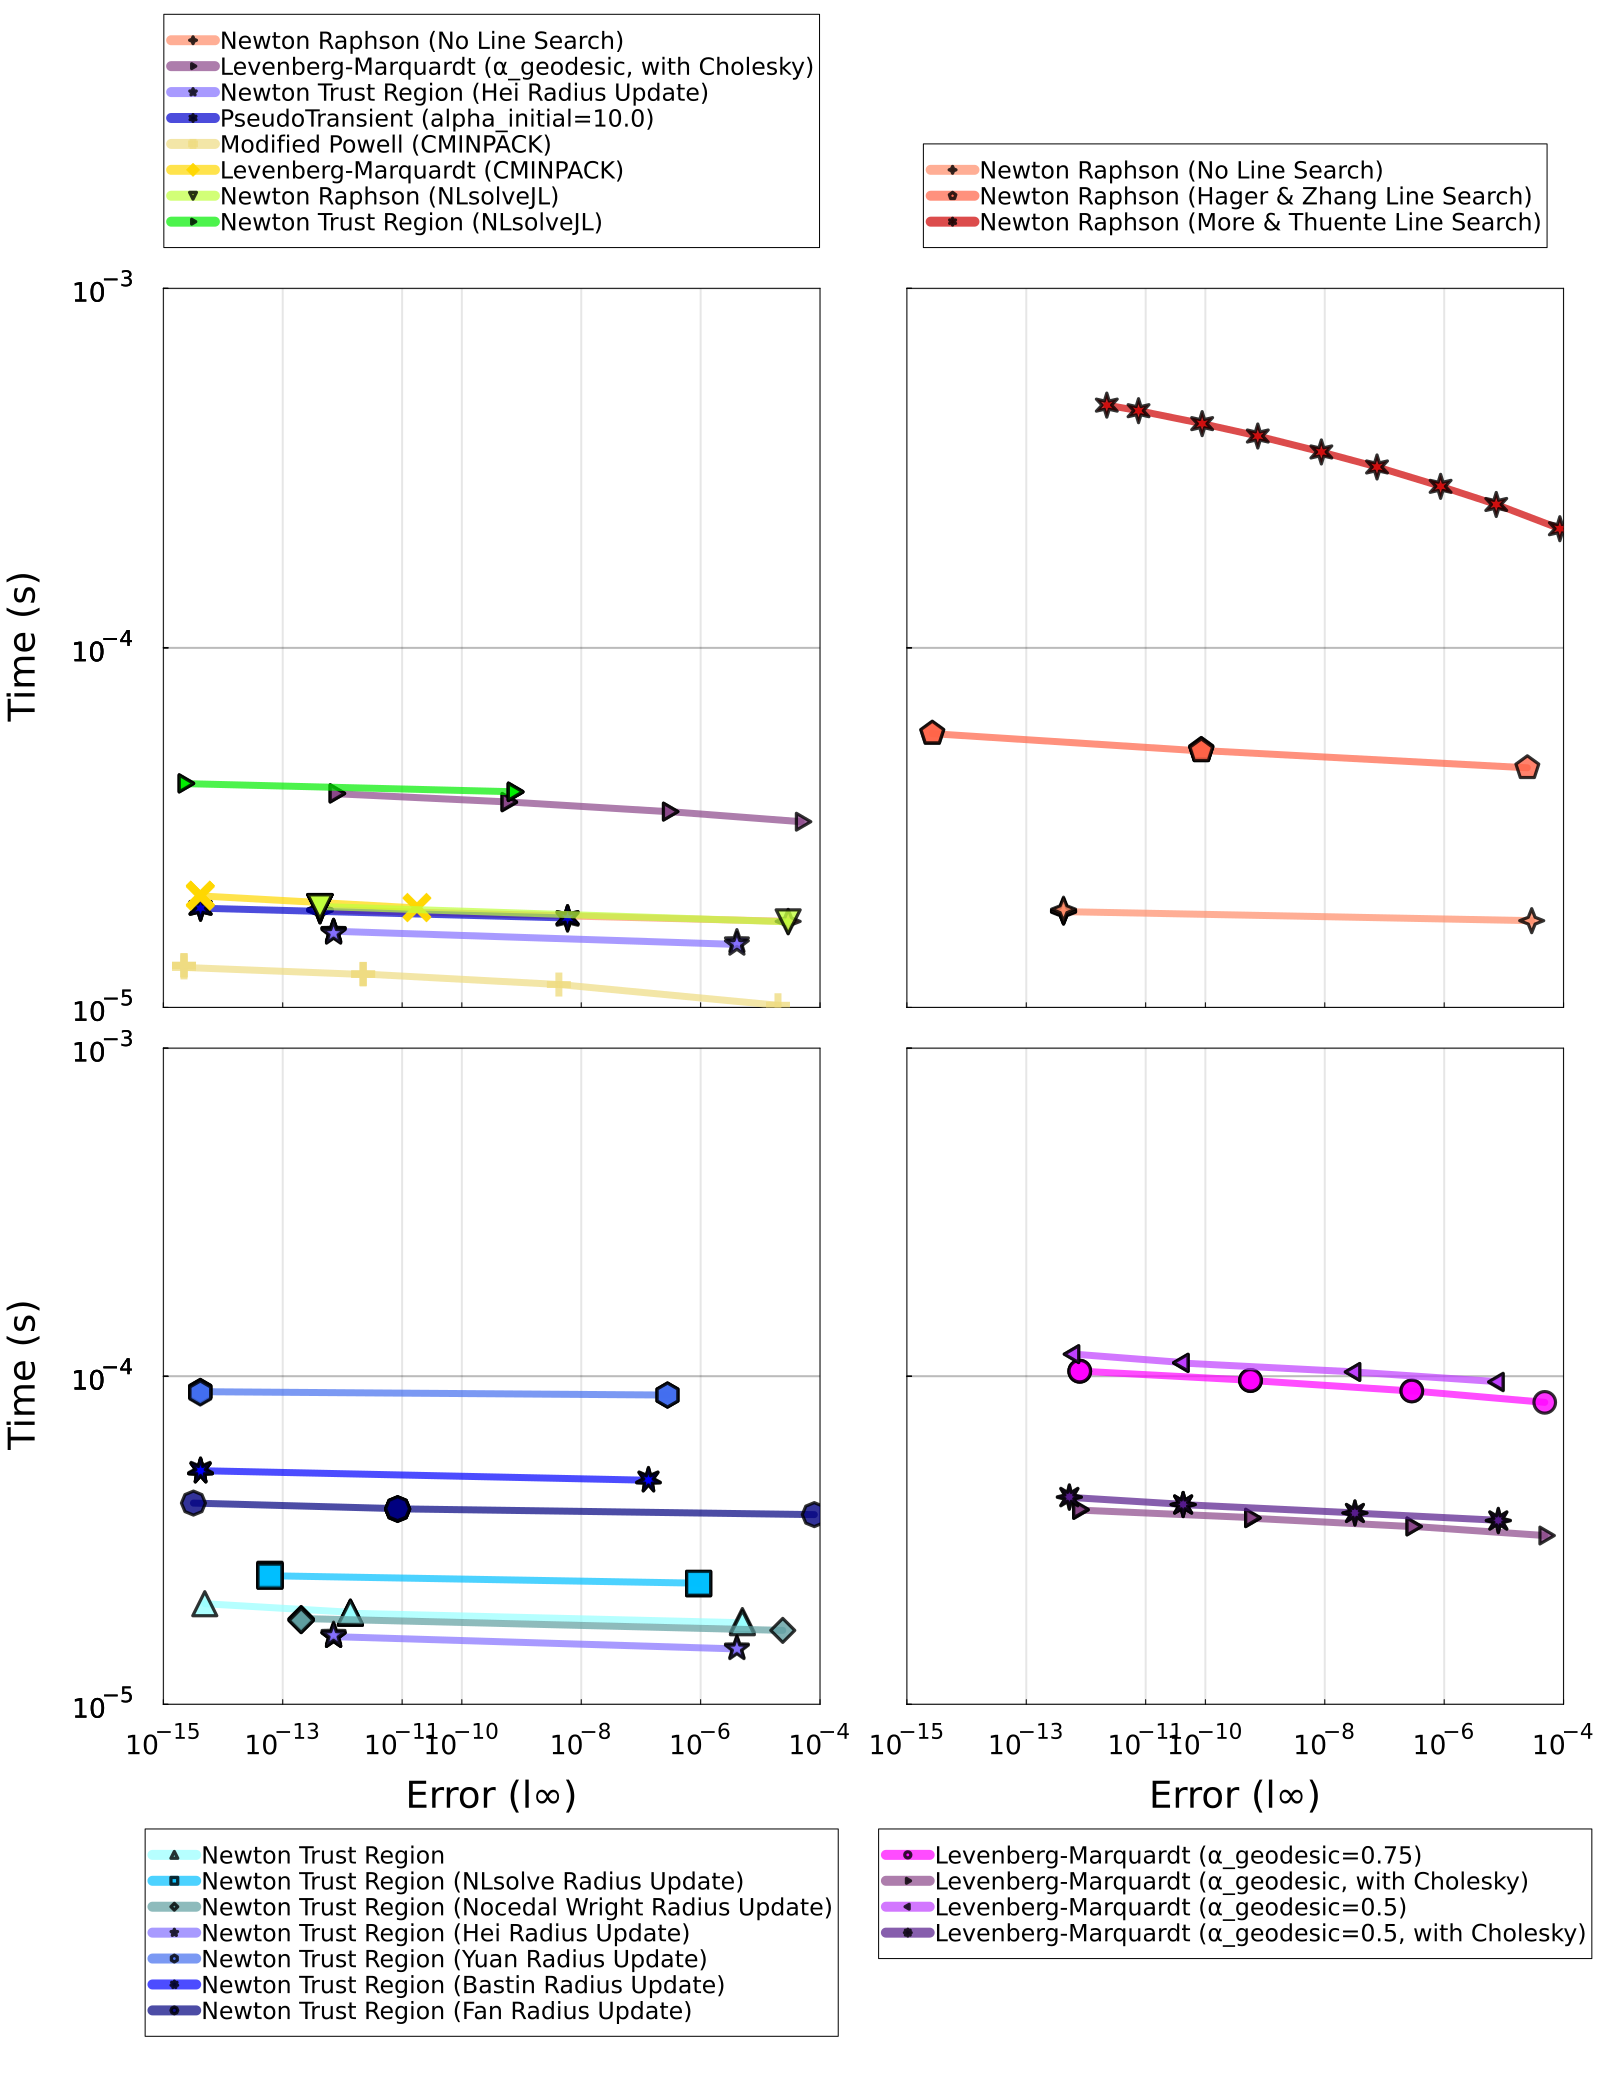 Newton Raphson (No Line Search)
Levenberg-Marquardt (α_geodesic, with Cholesky)
Newton Trust Region (Hei Radius Update)
PseudoTransient (alpha_initial=10.0)
Modified Powell (CMINPACK)
Levenberg-Marquardt (CMINPACK)
Newton Raphson (NLsolveJL)
Newton Trust Region (NLsolveJL)
Newton Raphson (No Line Search)
Newton Raphson (Hager & Zhang Line Search)
Newton Raphson (More & Thuente Line Search)
10⁻³
10⁻⁴
10⁻⁵
Time (s)
10⁻³
10⁻⁴
10⁻⁵
Time (s)
10⁻¹⁵ 10⁻¹³ 10⁻¹¹ 10⁻¹⁰ 10⁻⁸ 10⁻⁶ 10⁻⁴
Error (l∞)
10⁻¹⁵ 10⁻¹³ 10⁻¹¹ 10⁻¹⁰ 10⁻⁸ 10⁻⁶ 10⁻⁴
Error (l∞)
Newton Trust Region
Newton Trust Region (NLsolve Radius Update)
Newton Trust Region (Nocedal Wright Radius Update)
Newton Trust Region (Hei Radius Update)
Newton Trust Region (Yuan Radius Update)
Newton Trust Region (Bastin Radius Update)
Newton Trust Region (Fan Radius Update)
Levenberg-Marquardt (α_geodesic=0.75)
Levenberg-Marquardt (α_geodesic, with Cholesky)
Levenberg-Marquardt (α_geodesic=0.5)
Levenberg-Marquardt (α_geodesic=0.5, with Cholesky)